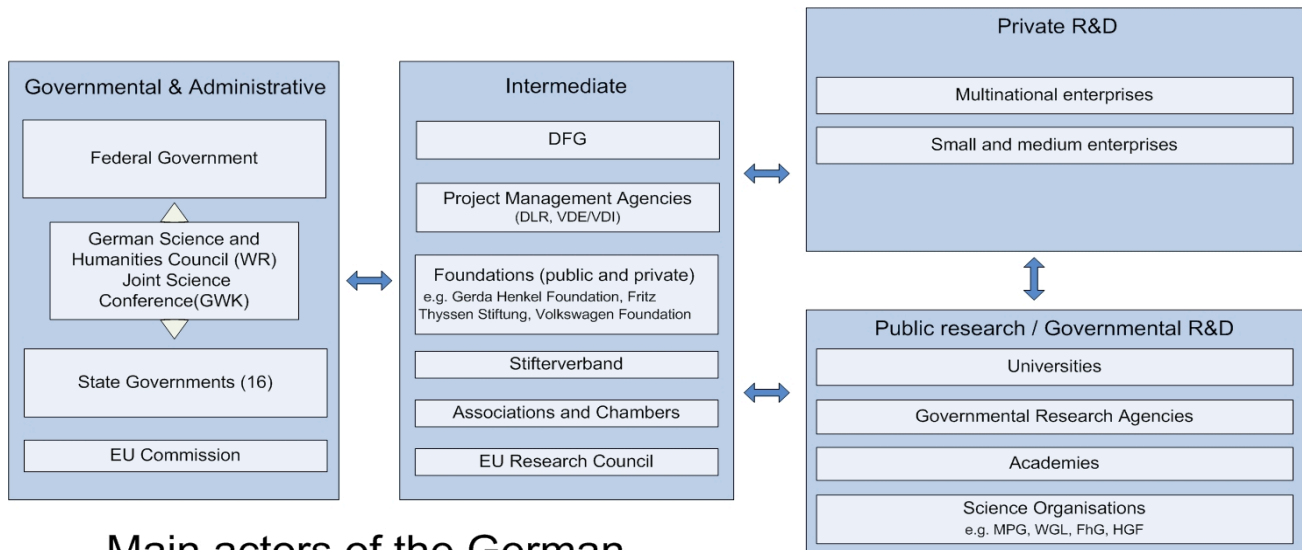 Governmental & Administrative
Federal Government
German Science and
Humanities Council (WR)
Joint Science
Conference(GWK)
State Governments (16)
EU Commission
Intermediate
DFG
Project Management Agencies
(DLR, VDE/VDI)
Foundations (public and private)
e.g. Gerda Henkel Foundation, Fritz
Thyssen Stiftung, Volkswagen Foundation
Stifterverband
Associations and Chambers
EU Research Council
Private R&D
Multinational enterprises
Small and medium enterprises
Public research / Governmental R&D
Universities
Governmental Research Agencies
Academies
Science Organisations
e.g. MPG, WGL, FhG, HGF
Main actors of the German